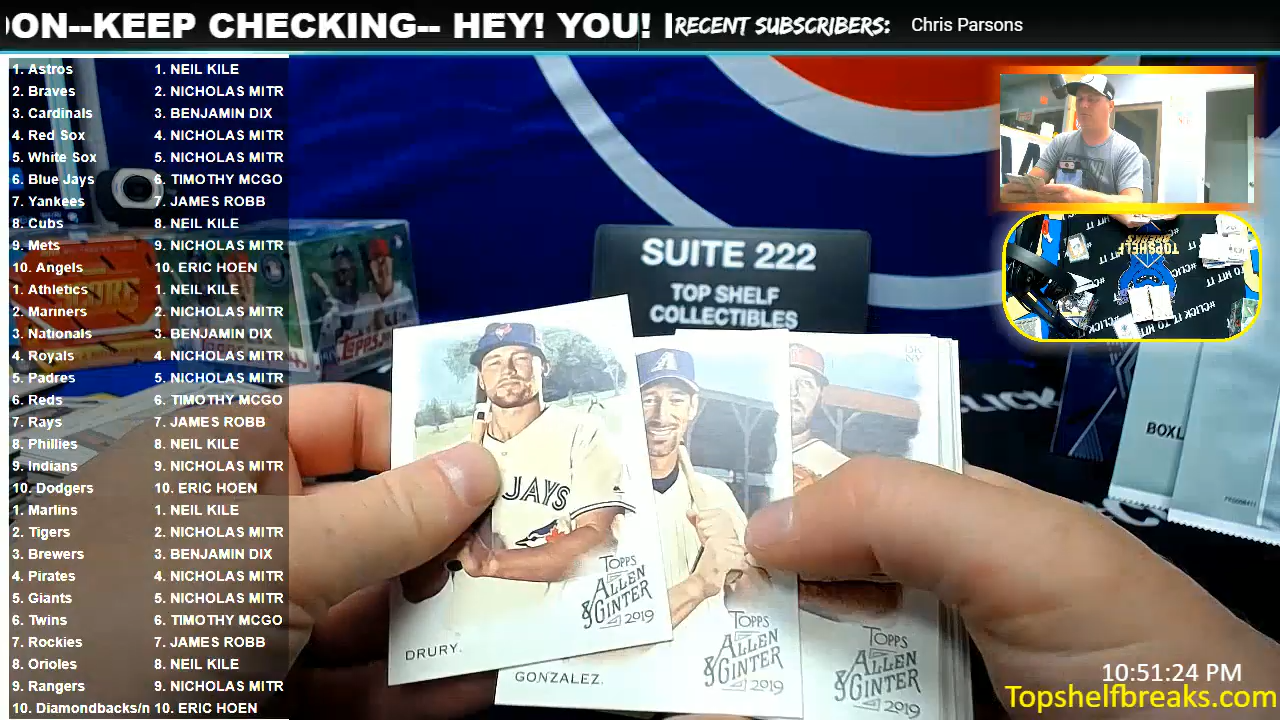 ON--KEEP CHECKING-- HEY! YOU!
RECENT SUBSCRIBERS: Chris Parsons
1. Astros 1. NEIL KILE
2. Braves 2. NICHOLAS MITR
3. Cardinals 3. BENJAMIN DIX
4. Red Sox 4. NICHOLAS MITR
5. White Sox 5. NICHOLAS MITR
6. Blue Jays 6. TIMOTHY MCGO
7. Yankees 7. JAMES ROBB
8. Cubs 8. NEIL KILE
9. Mets 9. NICHOLAS MITR
10. Angels 10. ERIC HOEN
1. Athletics 1. NEIL KILE
2. Mariners 2. NICHOLAS MITR
3. Nationals 3. BENJAMIN DIX
4. Royals 4. NICHOLAS MITR
5. Padres 5. NICHOLAS MITR
6. Reds 6. TIMOTHY MCGO
7. Rays 7. JAMES ROBB
8. Phillies 8. NEIL KILE
9. Indians 9. NICHOLAS MITR
10. Dodgers 10. ERIC HOEN
1. Marlins 1. NEIL KILE
2. Tigers 2. NICHOLAS MITR
3. Brewers 3. BENJAMIN DIX
4. Pirates 4. NICHOLAS MITR
5. Giants 5. NICHOLAS MITR
6. Twins 6. TIMOTHY MCGO
7. Rockies 7. JAMES ROBB
8. Orioles 8. NEIL KILE
9. Rangers 9. NICHOLAS MITR
10. Diamondbacks/n 10. ERIC HOEN
SUITE 222
TOP SHELF
COLLECTIBLES
JAYS
TOPPS
ALLEN
& GINTER
2019
DRURY.
TOPPS
ALLEN
& GINTER
2019
GONZALEZ.
TOPPS
ALLEN
& GINTER
2019
TOPPS
CLICK
BOXL
TOPSHELF
10:51:24 PM
Topshelfbreaks.com